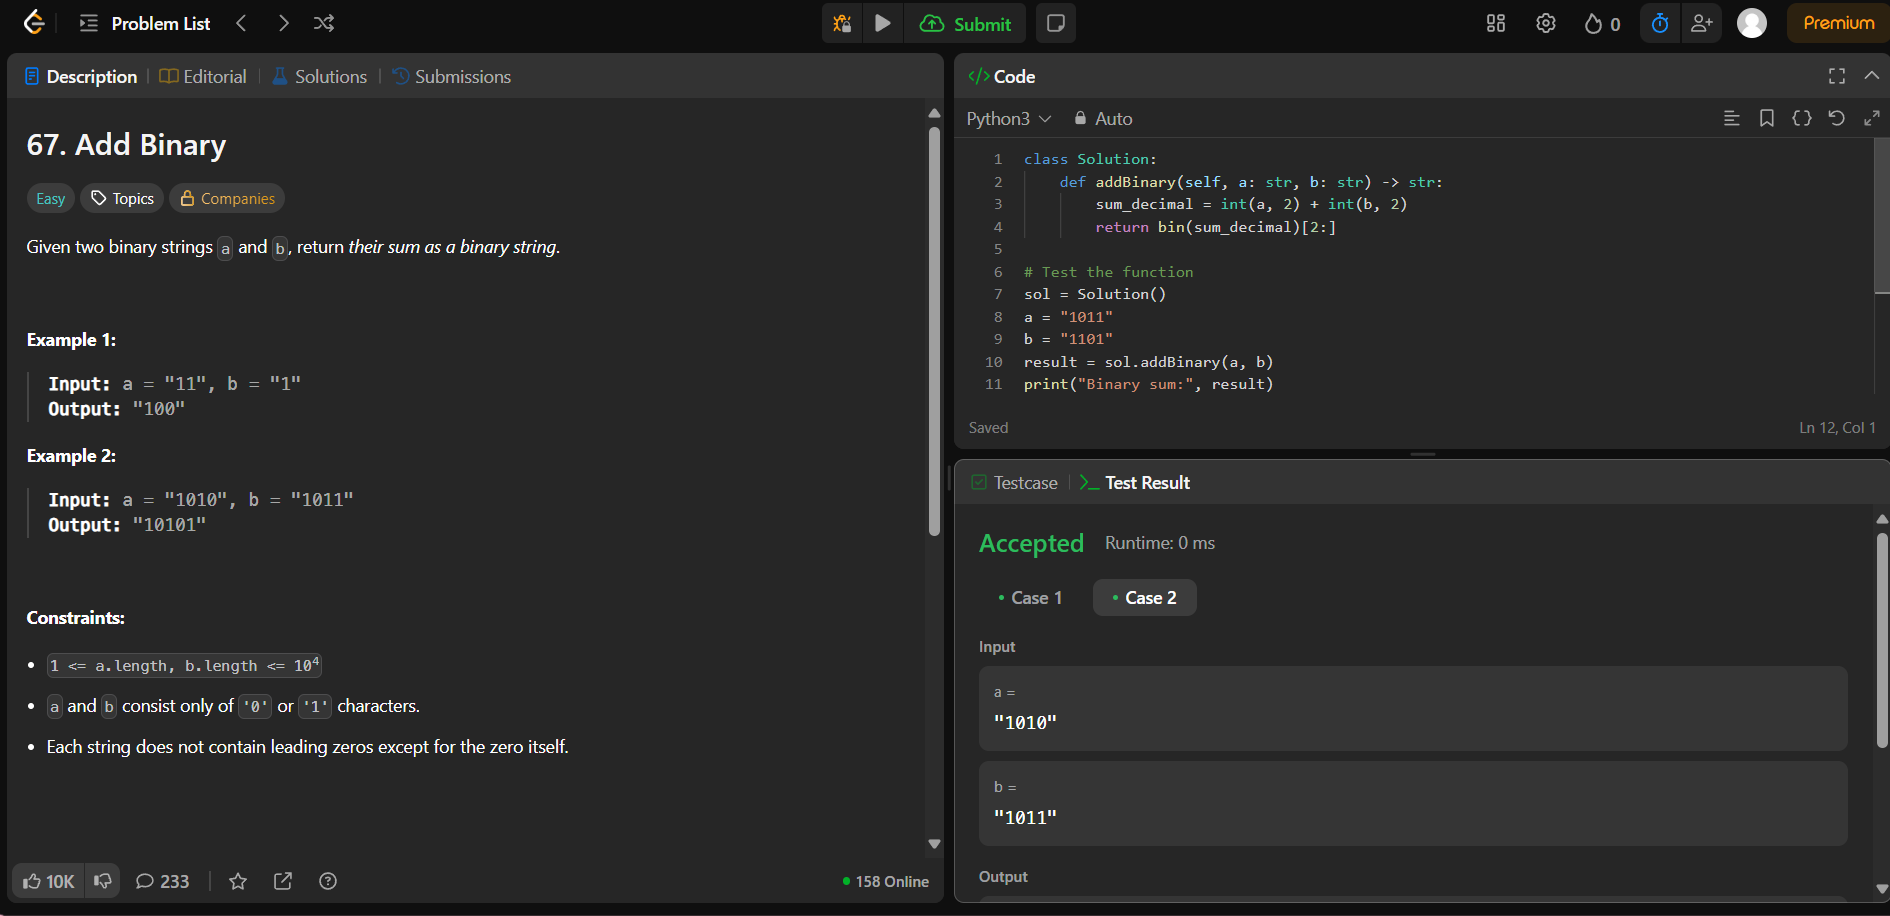 Problem List
Submit
0
Premium
Description
Editorial
Solutions
Submissions
67. Add Binary
Easy
Topics
Companies
Given two binary strings a and b, return their sum as a binary string.
Example 1:
Input: a = "11", b = "1"
Output: "100"
Example 2:
Input: a = "1010", b = "1011"
Output: "10101"
Constraints:
• 1 <= a.length, b.length <= 10⁴
• a and b consist only of '0' or '1' characters.
• Each string does not contain leading zeros except for the zero itself.
10K
233
158 Online
</> Code
Python3
Auto
1 class Solution:
2     def addBinary(self, a: str, b: str) -> str:
3         sum_decimal = int(a, 2) + int(b, 2)
4         return bin(sum_decimal)[2:]
5
6 # Test the function
7 sol = Solution()
8 a = "1011"
9 b = "1101"
10 result = sol.addBinary(a, b)
11 print("Binary sum:", result)
Saved
Ln 12, Col 1
Testcase
Test Result
Accepted
Runtime: 0 ms
• Case 1
• Case 2
Input
a =
"1010"
b =
"1011"
Output